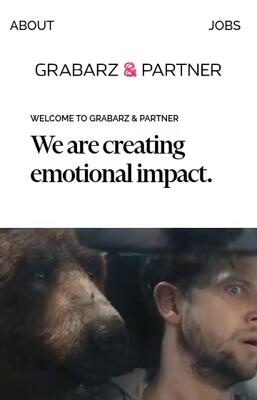 ABOUT JOBS
GRABARZ & PARTNER
WELCOME TO GRABARZ & PARTNER
We are creating
emotional impact.